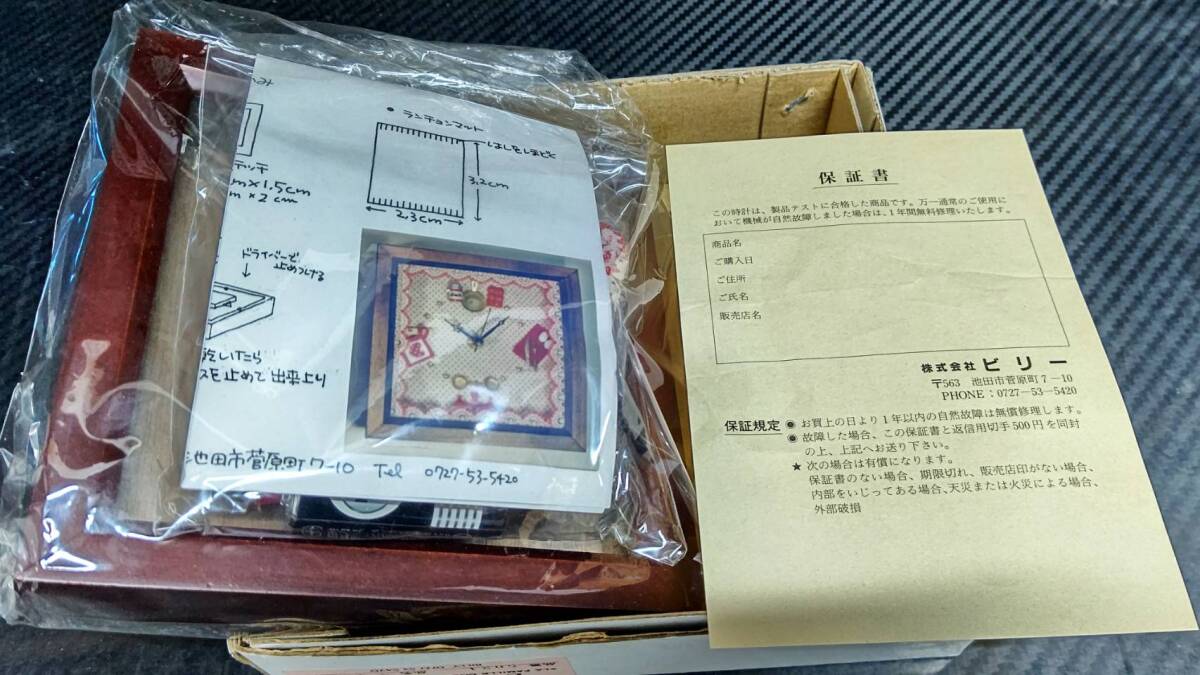 ● ランチョンマット
はしをしまどく
3.2cm
2.3cm
m×1.5cm
m×2cm
ドライバーで
止めつける
乾いたら
スを止めて出来上り
池田市菅原町7-10 Tel 0727-53-5420
保証書
この時計は、製品テストに合格した商品です。万一通常のご使用に
おいて機械が自然故障しました場合は、1年間無料修理いたします。
商品名
ご購入日
ご住所
ご氏名
販売店名
株式会社 ビリー
〒563 池田市菅原町7-10
PHONE:0727-53-5420
保証規定 ● お買上の日より1年以内の自然故障は無償修理します。
● 故障した場合、この保証書と返信用切手500円を同封
の上、上記へお送り下さい。
★ 次の場合は有償になります。
保証書のない場合、期限切れ、販売店印がない場合、
内部をいじってある場合、天災または火災による場合、
外部破損